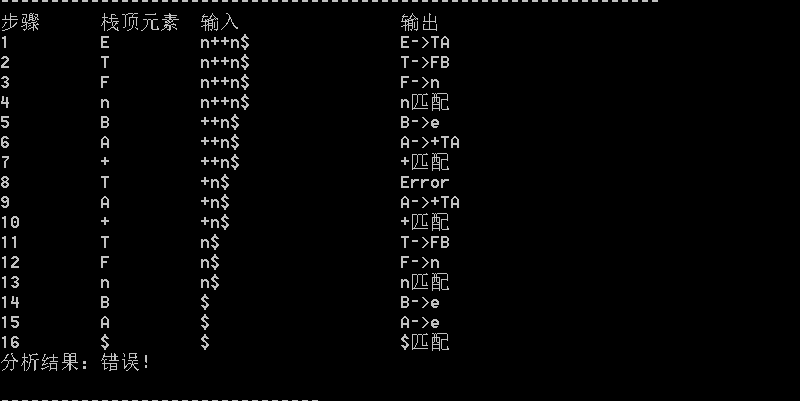 步骤 栈顶元素 输入 输出
1 E n++n$ E->TA
2 T n++n$ T->FB
3 F n++n$ F->n
4 n n++n$ n匹配
5 B ++n$ B->e
6 A ++n$ A->+TA
7 + ++n$ +匹配
8 T +n$ Error
9 A +n$ A->+TA
10 + +n$ +匹配
11 T n$ T->FB
12 F n$ F->n
13 n n$ n匹配
14 B $ B->e
15 A $ A->e
16 $ $ $匹配
分析结果：错误!